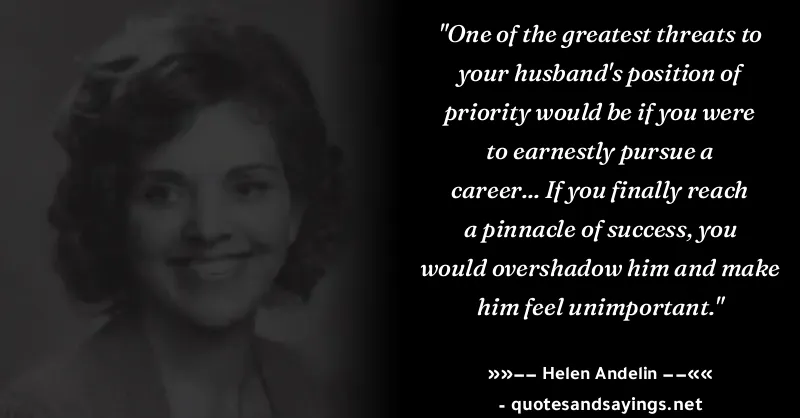 "One of the greatest threats to
your husband's position of
priority would be if you were
to earnestly pursue a
career... If you finally reach
a pinnacle of success, you
would overshadow him and make
him feel unimportant."
»»–– Helen Andelin ––««
- quotesandsayings.net